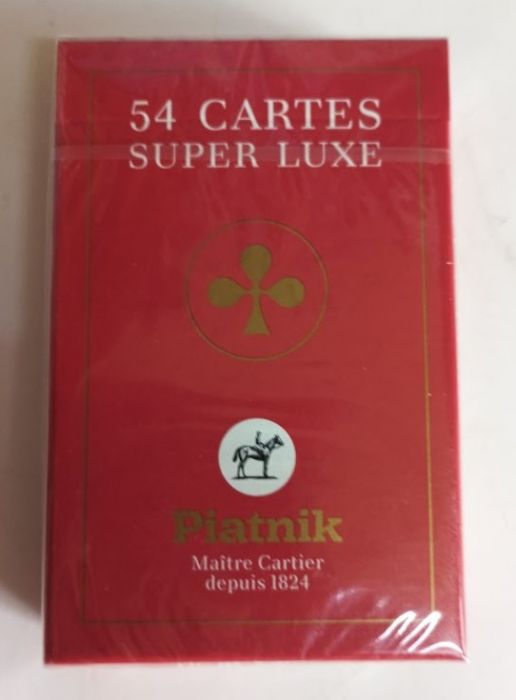 54 CARTES
SUPER LUXE
Piatnik
Maître Cartier
depuis 1824